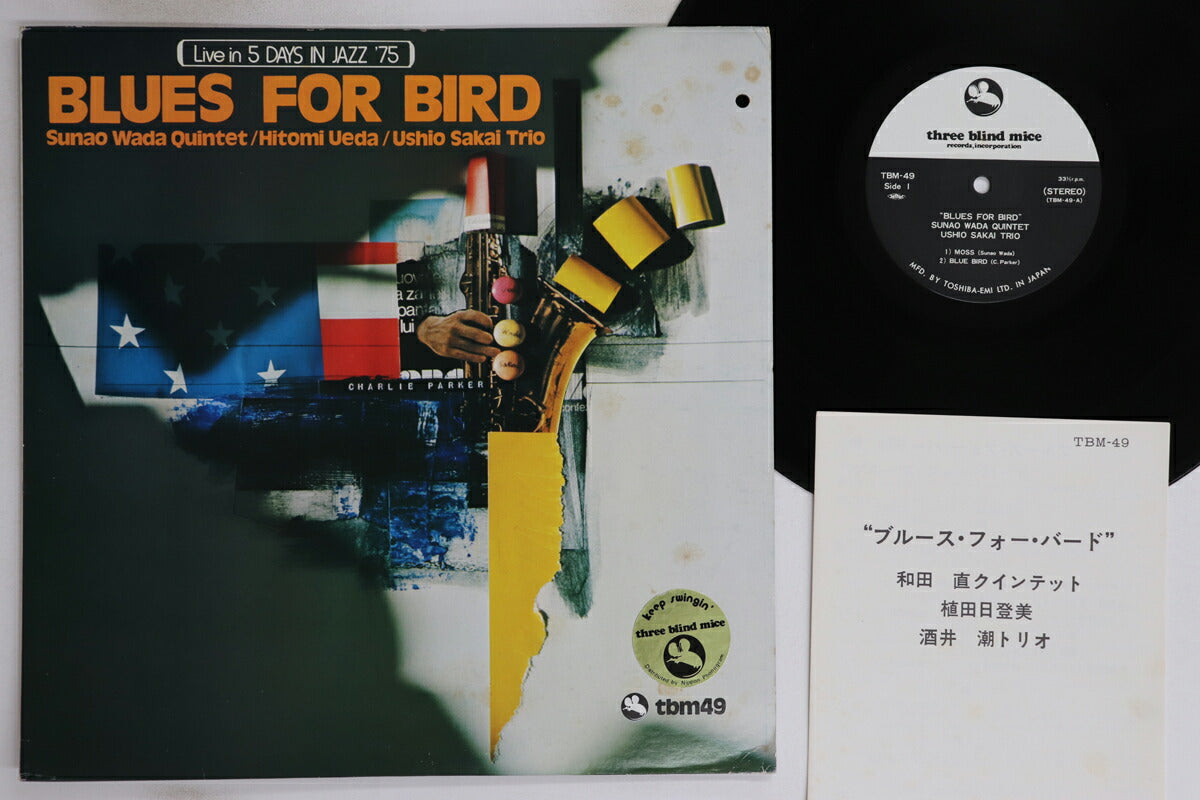 Live in 5 DAYS IN JAZZ '75
BLUES FOR BIRD
Sunao Wada Quintet / Hitomi Ueda / Ushio Sakai Trio
CHARLIE PARKER
keep swingin'
three blind mice
Distributed by Nippon Phonogram
tbm49
three blind mice
records, incorporation
TBM-49
Side 1
33⅓ r.p.m.
(STEREO)
(TBM-49-A)
"BLUES FOR BIRD"
SUNAO WADA QUINTET
USHIO SAKAI TRIO
1) MOSS (Sunao Wada)
2) BLUE BIRD (C. Parker)
MFD. BY TOSHIBA-EMI LTD. IN JAPAN
TBM-49
“ブルース・フォー・バード”
和田 直クインテット
植田日登美
酒井 潮トリオ